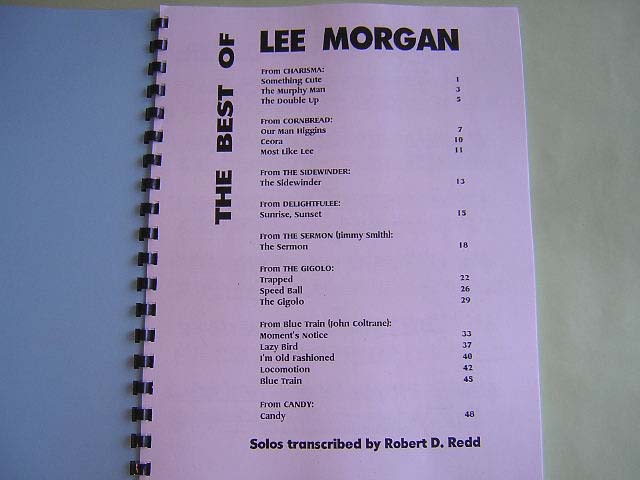 THE BEST OF
LEE MORGAN
From CHARISMA:
Something Cute 1
The Murphy Man 3
The Double Up 5
From CORNBREAD:
Our Man Higgins 7
Ceora 10
Most Like Lee 11
From THE SIDEWINDER:
The Sidewinder 13
From DELIGHTFULEE:
Sunrise, Sunset 15
From THE SERMON (Jimmy Smith):
The Sermon 18
From THE GIGOLO:
Trapped 22
Speed Ball 26
The Gigolo 29
From Blue Train (John Coltrane):
Moment's Notice 33
Lazy Bird 37
I'm Old Fashioned 40
Locomotion 42
Blue Train 45
From CANDY:
Candy 48
Solos transcribed by Robert D. Redd